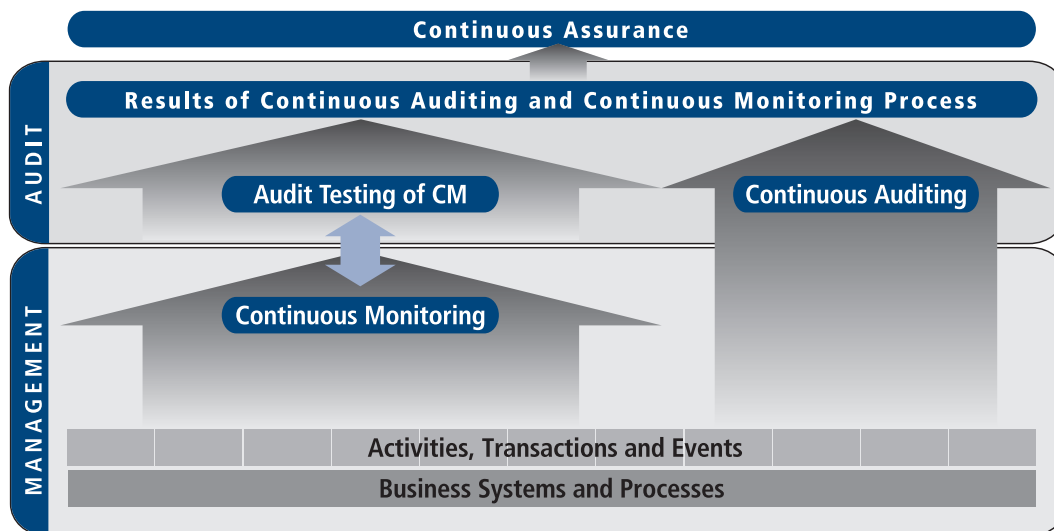 Continuous Assurance
AUDIT
Results of Continuous Auditing and Continuous Monitoring Process
Audit Testing of CM
Continuous Auditing
MANAGEMENT
Continuous Monitoring
Activities, Transactions and Events
Business Systems and Processes